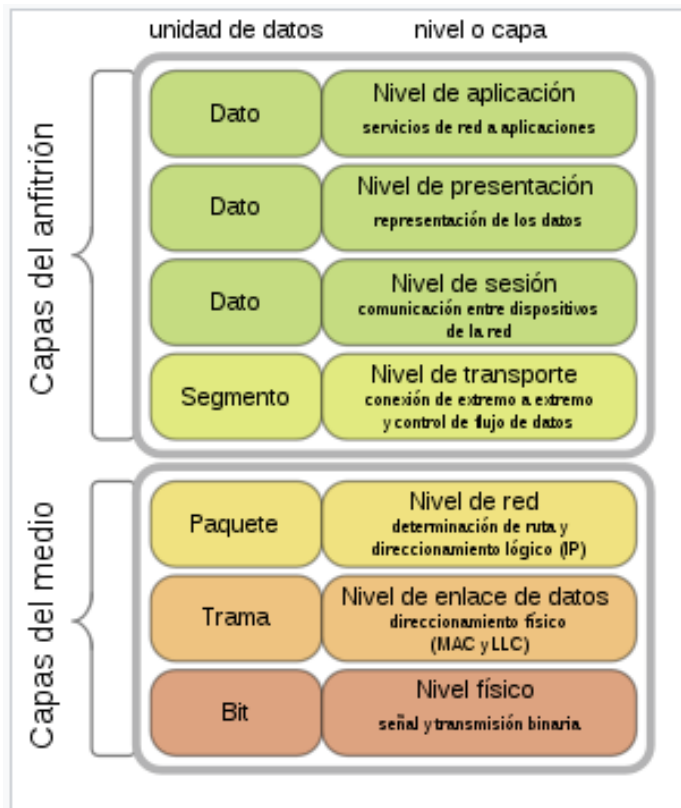 unidad de datos
nivel o capa
Capas del anfitrión
Dato
Nivel de aplicación
servicios de red a aplicaciones
Dato
Nivel de presentación
representación de los datos
Dato
Nivel de sesión
comunicación entre dispositivos
de la red
Segmento
Nivel de transporte
conexión de extremo a extremo
y control de flujo de datos
Capas del medio
Paquete
Nivel de red
determinación de ruta y
direccionamiento lógico (IP)
Trama
Nivel de enlace de datos
direccionamiento físico
(MAC y LLC)
Bit
Nivel físico
señal y transmisión binaria